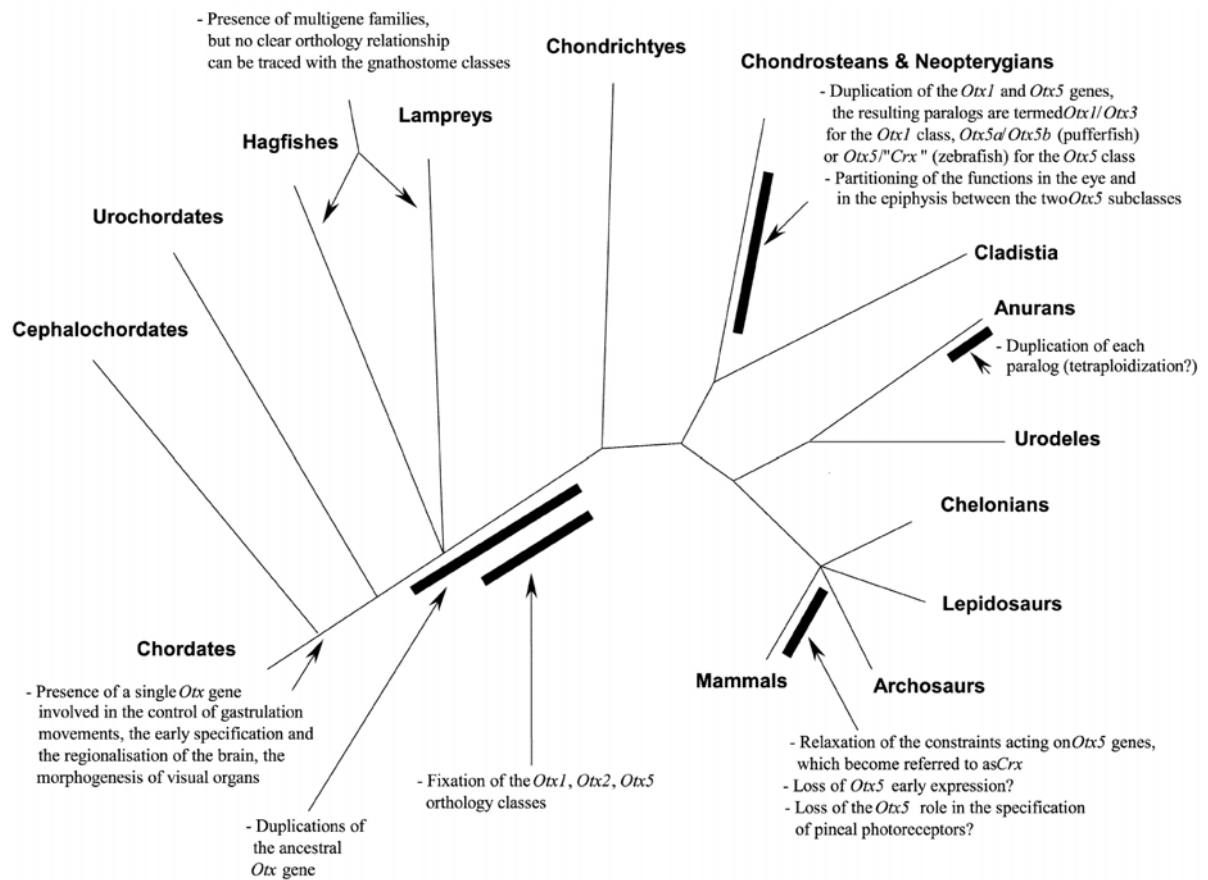 - Presence of multigene families,
but no clear orthology relationship
can be traced with the gnathostome classes
Chondrichtyes
Chondrosteans & Neopterygians
- Duplication of the Otx1 and Otx5 genes,
the resulting paralogs are termedOtx1/Otx3
for the Otx1 class, Otx5a/Otx5b (pufferfish)
or Otx5/"Crx" (zebrafish) for the Otx5 class
- Partitioning of the functions in the eye and
in the epiphysis between the twoOtx5 subclasses
Lampreys
Hagfishes
Urochordates
Cephalochordates
Cladistia
Anurans
- Duplication of each
paralog (tetraploidization?)
Urodeles
Chelonians
Lepidosaurs
Archosaurs
Mammals
Chordates
- Presence of a single Otx gene
involved in the control of gastrulation
movements, the early specification and
the regionalisation of the brain, the
morphogenesis of visual organs
- Duplications of
the ancestral
Otx gene
- Fixation of the Otx1, Otx2, Otx5
orthology classes
- Relaxation of the constraints acting onOtx5 genes,
which become referred to asCrx
- Loss of Otx5 early expression?
- Loss of the Otx5 role in the specification
of pineal photoreceptors?